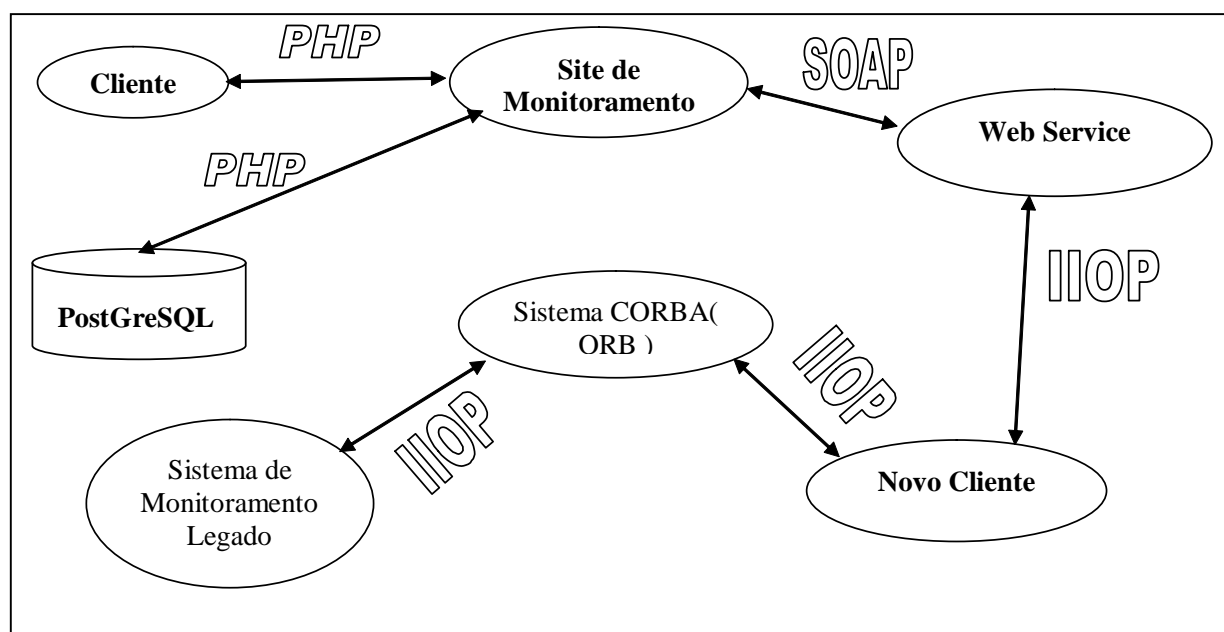 PHP
Cliente
Site de
Monitoramento
SOAP
Web Service
PHP
PostGreSQL
IIOP
Sistema CORBA(
ORB )
IIOP
IIOP
Sistema de
Monitoramento
Legado
Novo Cliente